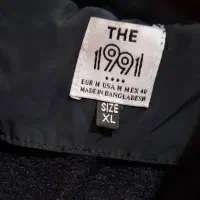 THE
1991
EUR M USA M MEX 40
MADE IN BANGLADESH
SIZE
XL